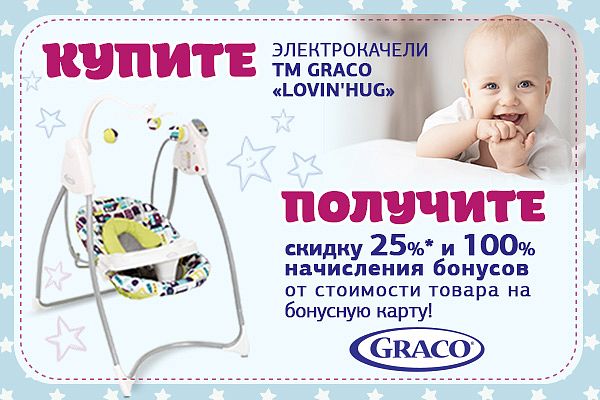 КУПИТЕ
ЭЛЕКТРОКАЧЕЛИ
ТМ GRACO
«LOVIN'HUG»
ПОЛУЧИТЕ
скидку 25%* и 100%
начисления бонусов
от стоимости товара на
бонусную карту!
GRACO®